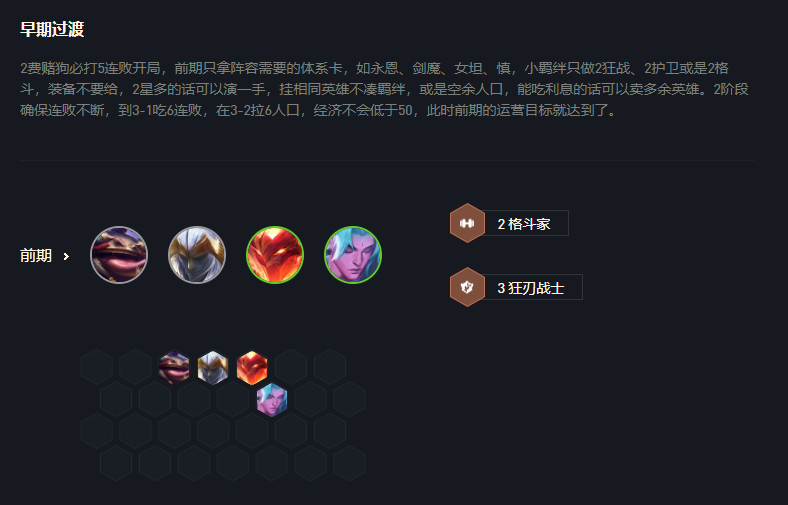 早期过渡
2费赌狗必打5连败开局，前期只拿阵容需要的体系卡，如永恩、剑魔、女坦、慎，小羁绊只做2狂战、2护卫或是2格
斗，装备不要给，2星多的话可以演一手，挂相同英雄不凑羁绊，或是空余人口，能吃利息的话可以卖多余英雄。2阶段
确保连败不断，到3-1吃6连败，在3-2拉6人口，经济不会低于50，此时前期的运营目标就达到了。
2 格斗家
前期
3 狂刃战士